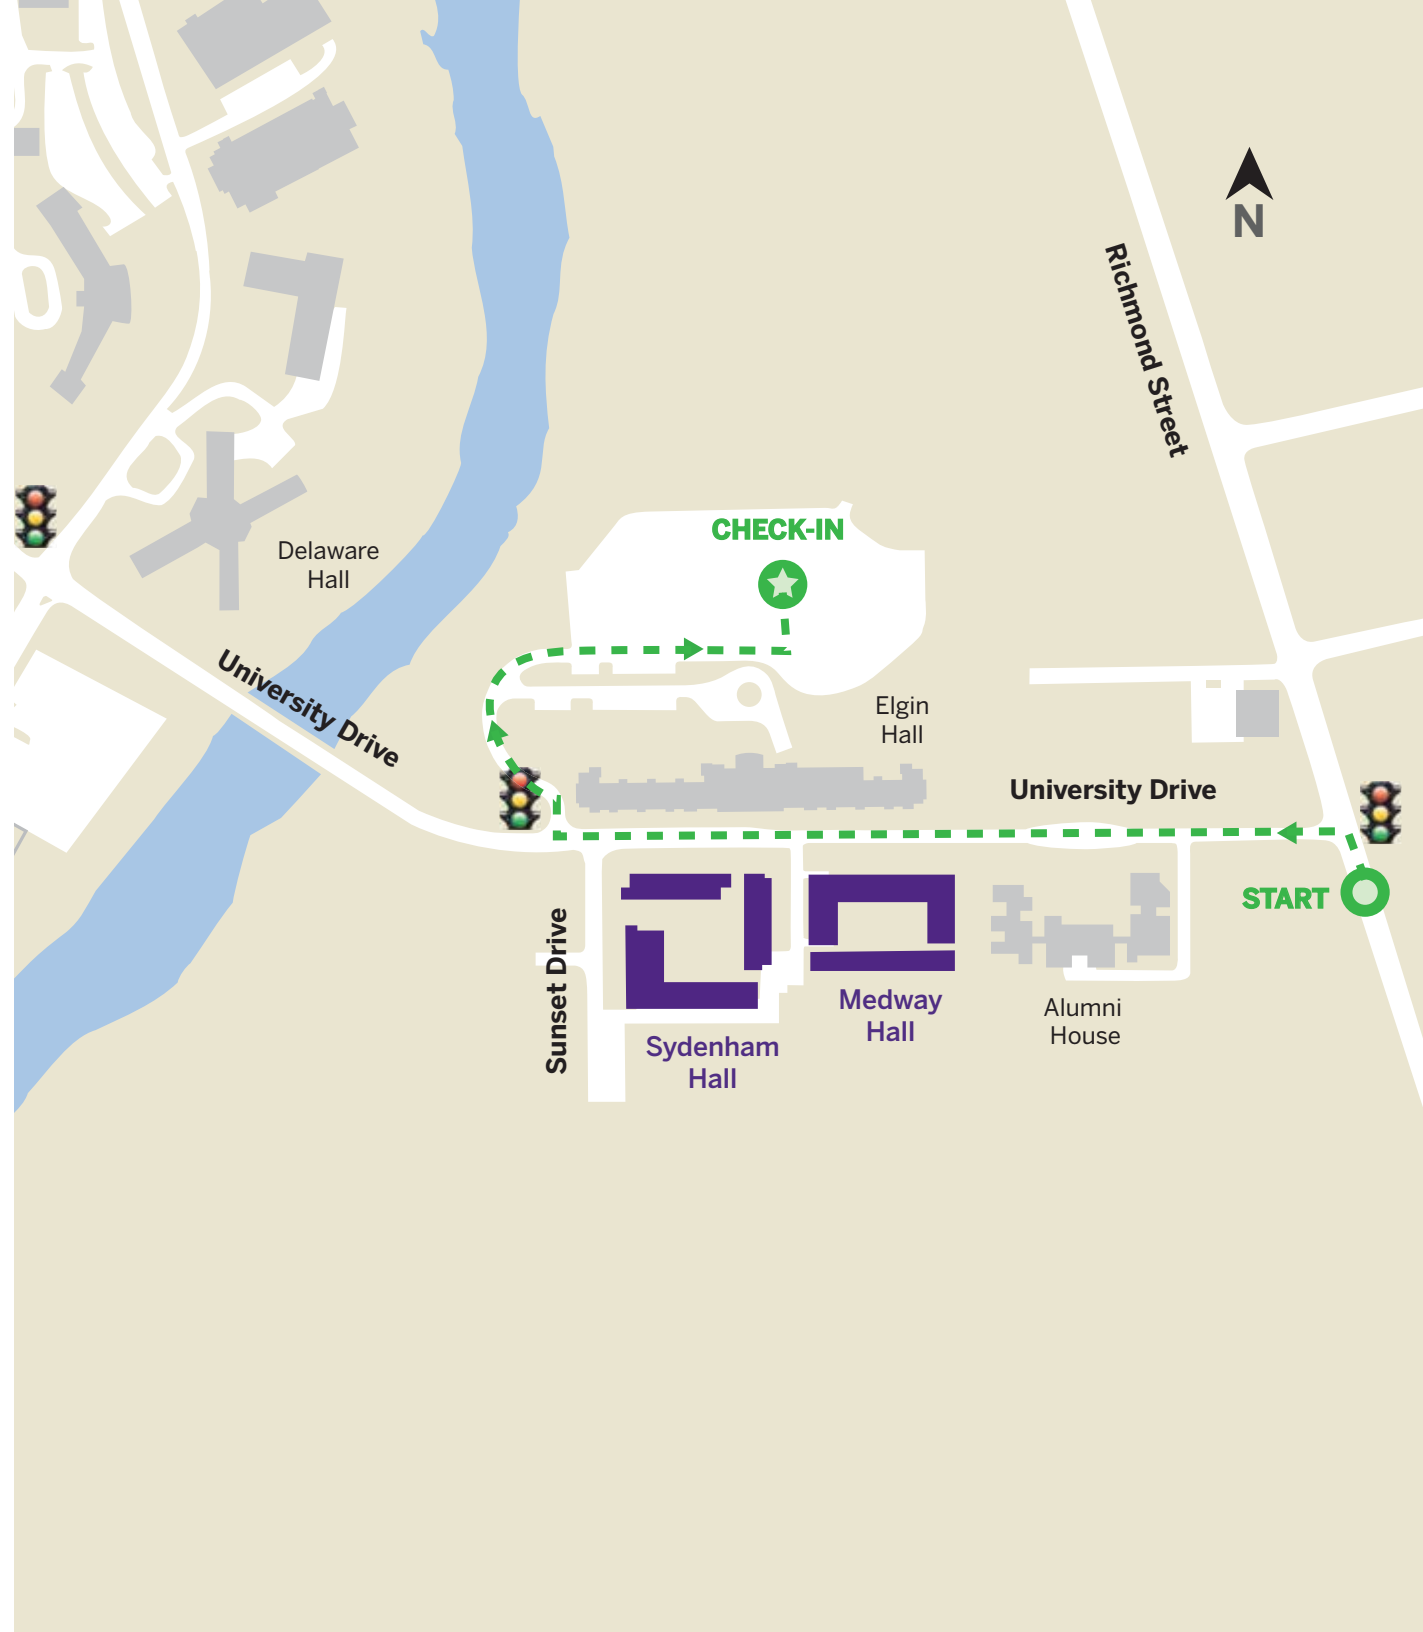 N
Richmond Street
CHECK-IN
Delaware
Hall
University Drive
Elgin
Hall
University Drive
START
Sunset Drive
Medway
Hall
Alumni
House
Sydenham
Hall